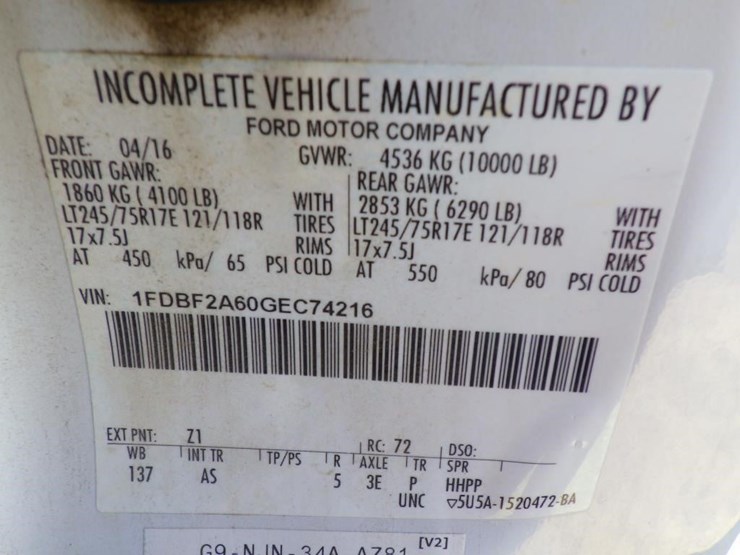 INCOMPLETE VEHICLE MANUFACTURED BY
FORD MOTOR COMPANY
DATE: 04/16 GVWR: 4536 KG (10000 LB)
FRONT GAWR: REAR GAWR:
1860 KG ( 4100 LB) WITH 2853 KG ( 6290 LB) WITH
LT245/75R17E 121/118R TIRES LT245/75R17E 121/118R TIRES
17x7.5J RIMS 17x7.5J RIMS
AT 450 kPa/ 65 PSI COLD AT 550 kPa/ 80 PSI COLD
VIN: 1FDBF2A60GEC74216
EXT PNT: Z1 RC: 72 DSO:
WB INT TR TP/PS R AXLE TR SPR
137 AS 5 3E P HHPP
UNC ▽5U5A-1520472-BA
[V2]